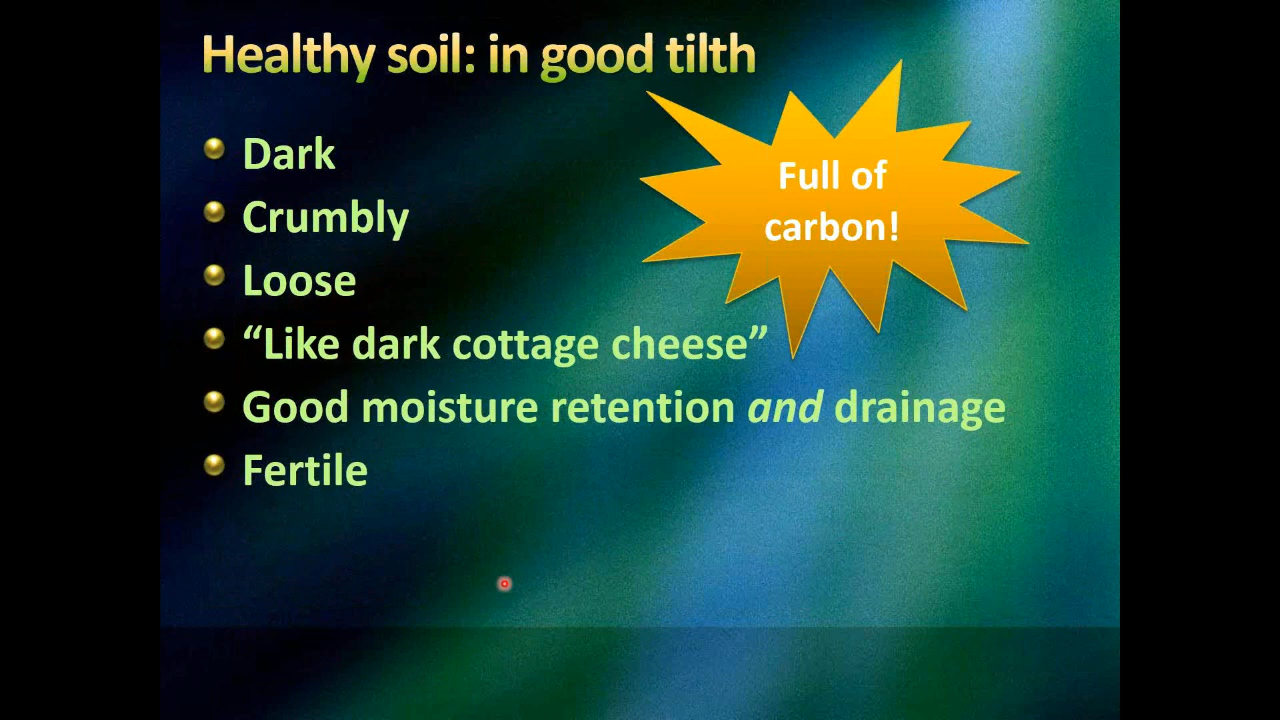 Healthy soil: in good tilth
Dark
Crumbly
Loose
“Like dark cottage cheese”
Good moisture retention and drainage
Fertile
Full of
carbon!